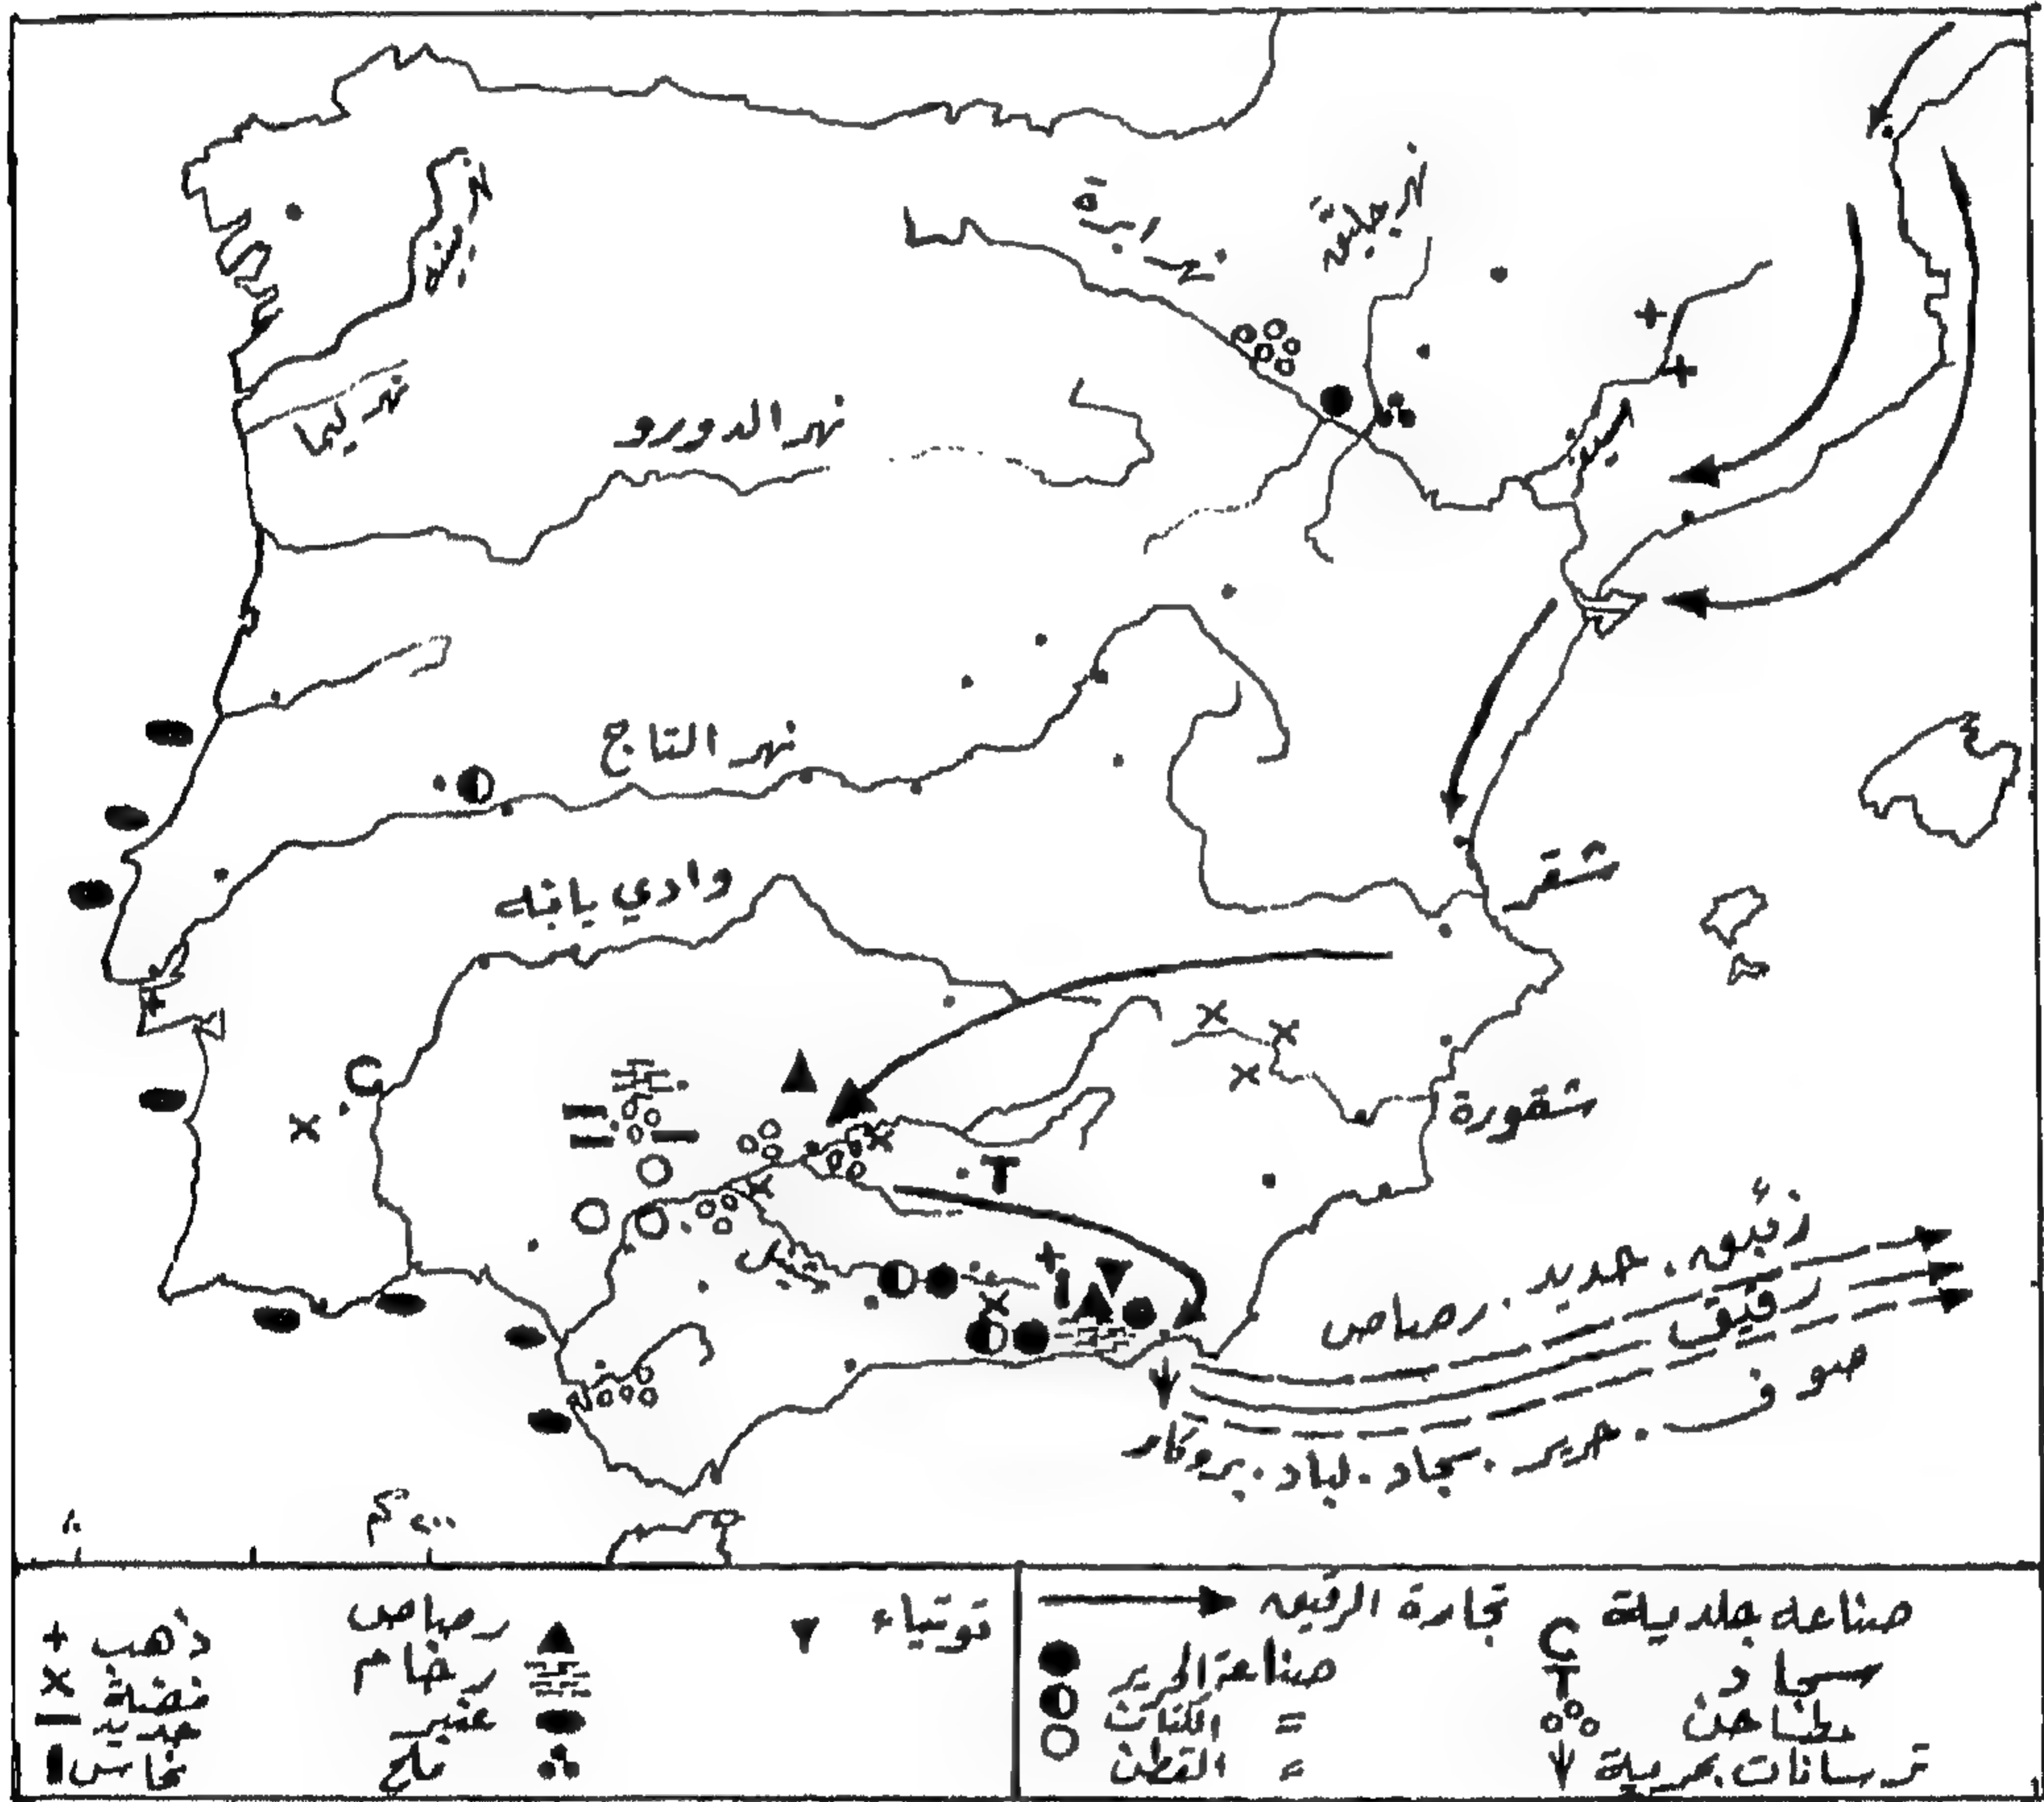 نهر ابرة
نهر ليما
نهر الدورو
نهر التاج
وادي يانه
شقر
شقورة
زئبق . حديد . رصاص
رقيق
صوف . حرير . سجاد . لباد . بروكار
ذهب
فضة
حديد
نحاس
رصاص
رخام
عنبر
ملح
توتياء
تجارة الرقيق
صناعة الحرير
= الكتان
= القطن
صناعة جلدية
سجاد
مطاحن
ترسانات بحرية